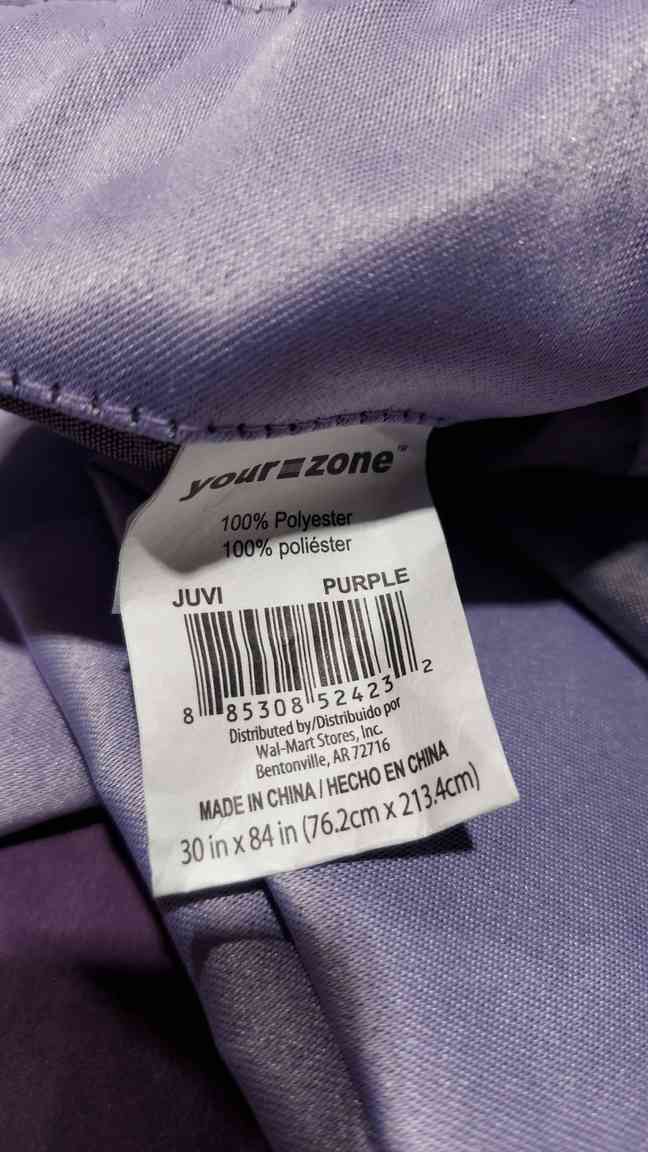 your zone™
100% Polyester
100% poliéster
JUVI PURPLE
8 85308 52423 2
Distributed by/Distribuido por
Wal-Mart Stores, Inc.
Bentonville, AR 72716
MADE IN CHINA / HECHO EN CHINA
30 in x 84 in (76.2cm x 213.4cm)